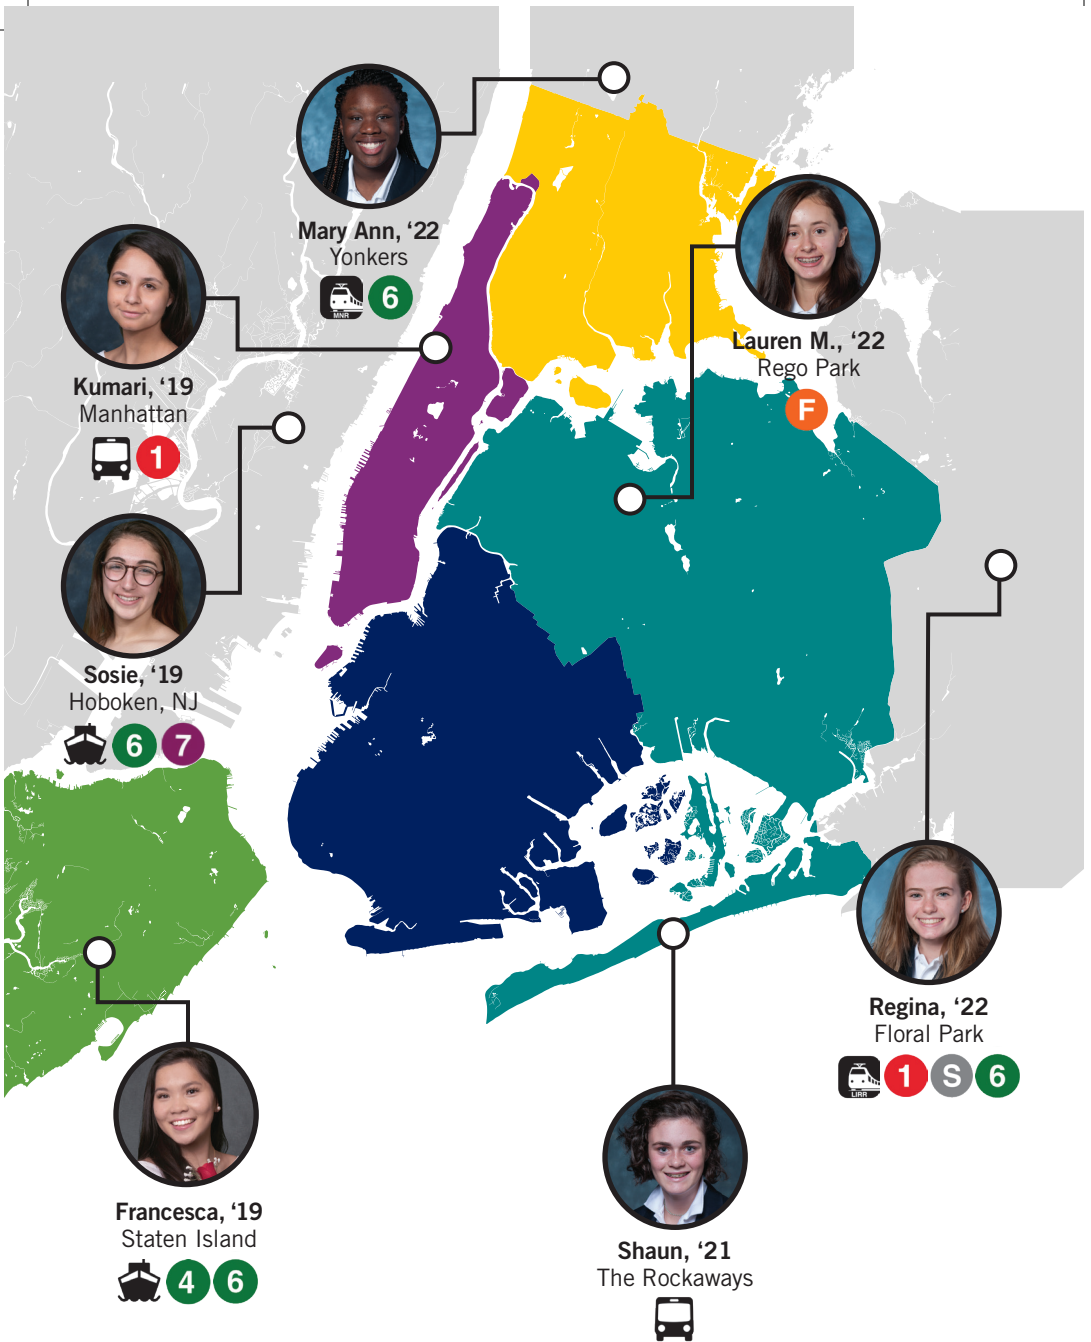 Mary Ann, ‘22
Yonkers
MNR 6
Kumari, ‘19
Manhattan
1
Lauren M., ‘22
Rego Park
F
Sosie, ‘19
Hoboken, NJ
6 7
Regina, ‘22
Floral Park
LIRR 1 S 6
Francesca, ‘19
Staten Island
4 6
Shaun, ‘21
The Rockaways